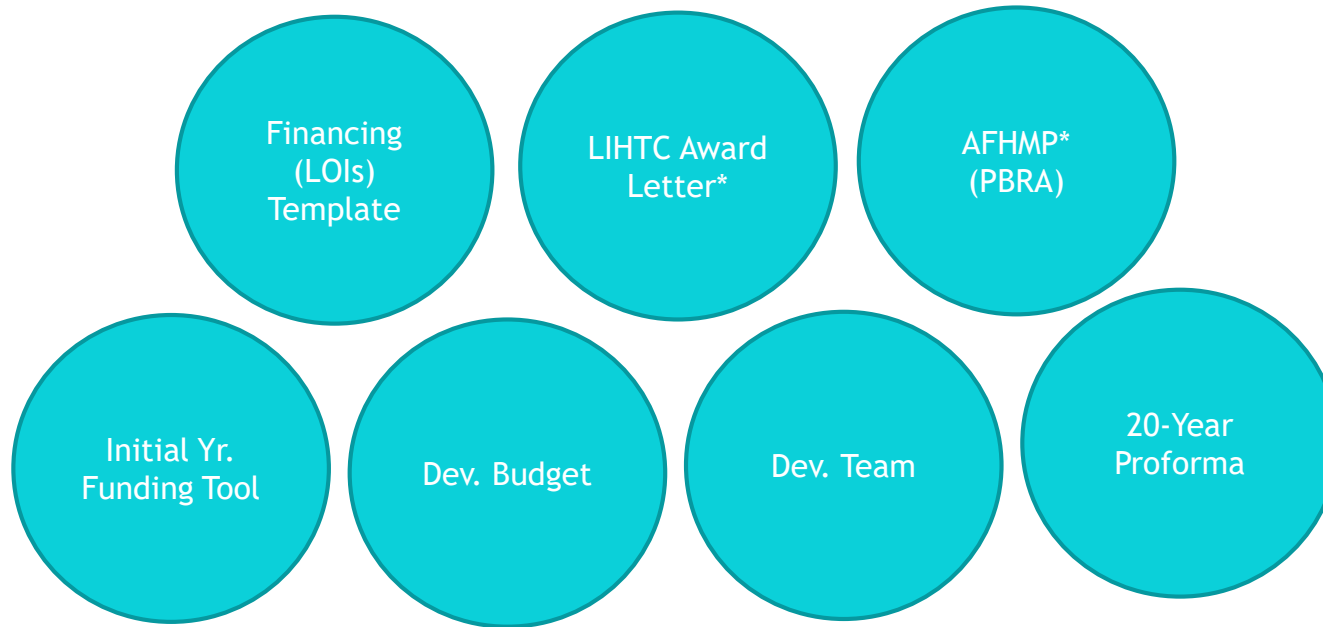 Financing
(LOIs)
Template
LIHTC Award
Letter*
AFHMP*
(PBRA)
Initial Yr.
Funding Tool
Dev. Budget
Dev. Team
20-Year
Proforma